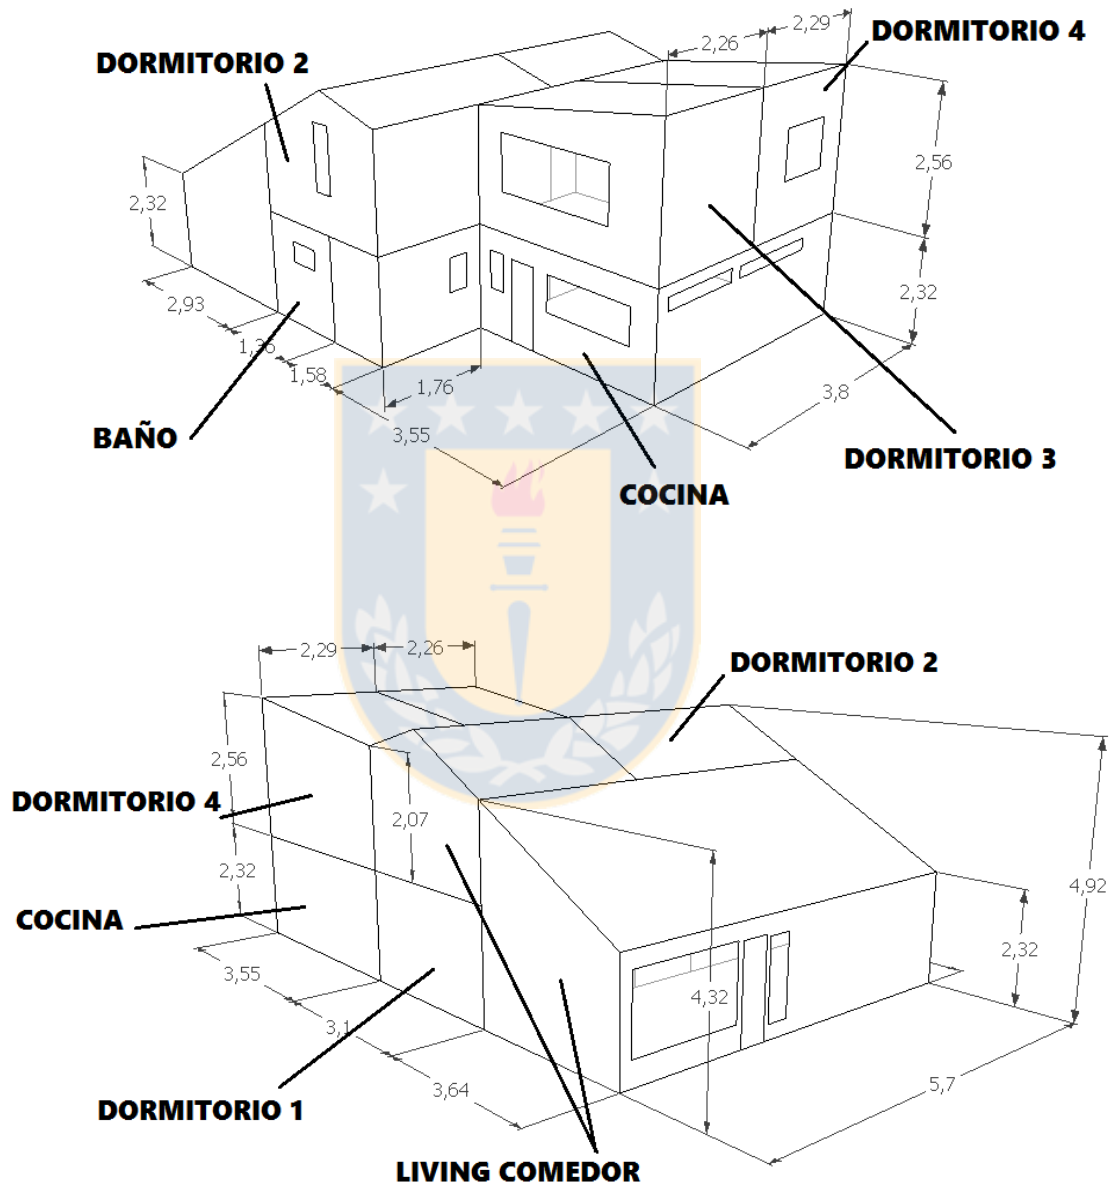 2,29
DORMITORIO 4
2,26
DORMITORIO 2
2,56
2,32
2,32
2,93
1,36
1,58
1,76
3,8
3,55
BAÑO
DORMITORIO 3
COCINA
2,29
2,26
DORMITORIO 2
2,56
DORMITORIO 4
2,07
2,32
4,92
COCINA
2,32
3,55
4,32
3,1
3,64
5,7
DORMITORIO 1
LIVING COMEDOR